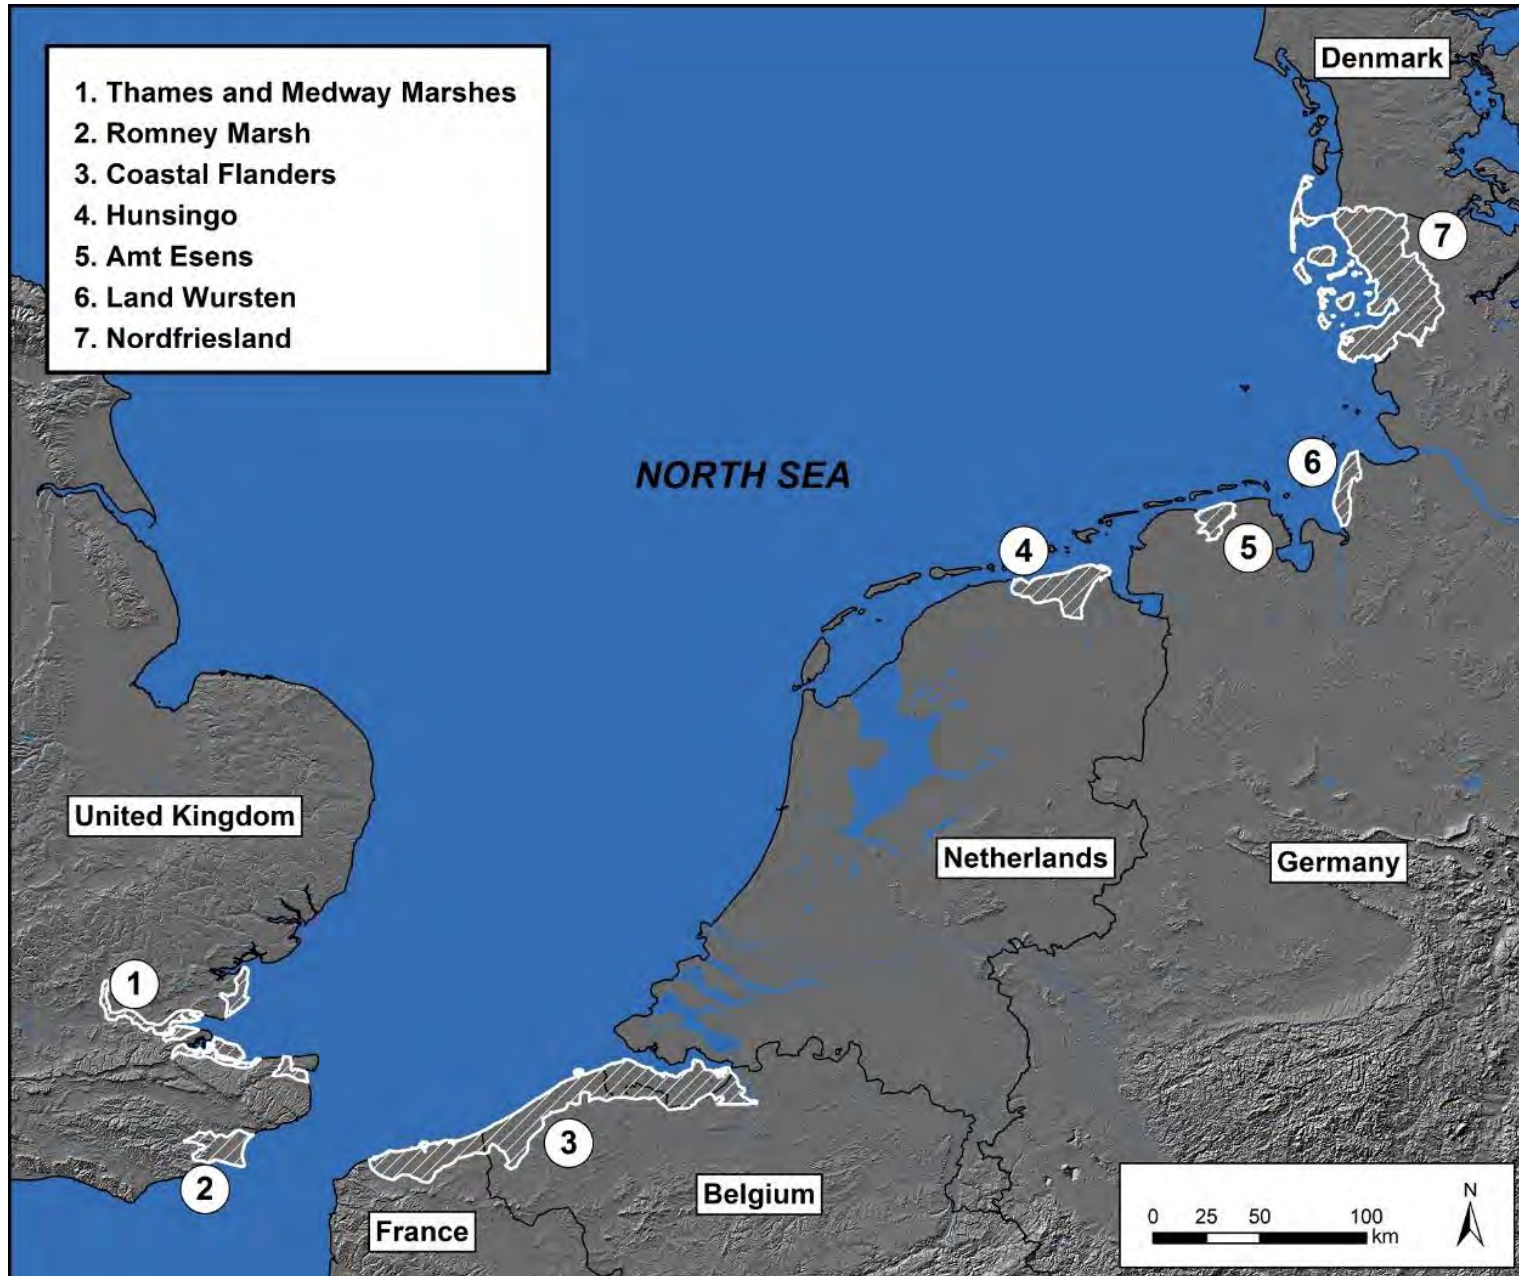 1. Thames and Medway Marshes
2. Romney Marsh
3. Coastal Flanders
4. Hunsingo
5. Amt Esens
6. Land Wursten
7. Nordfriesland
Denmark
7
NORTH SEA
6
4
5
United Kingdom
Netherlands
Germany
1
3
2
Belgium
France
0 25 50 100
km
N